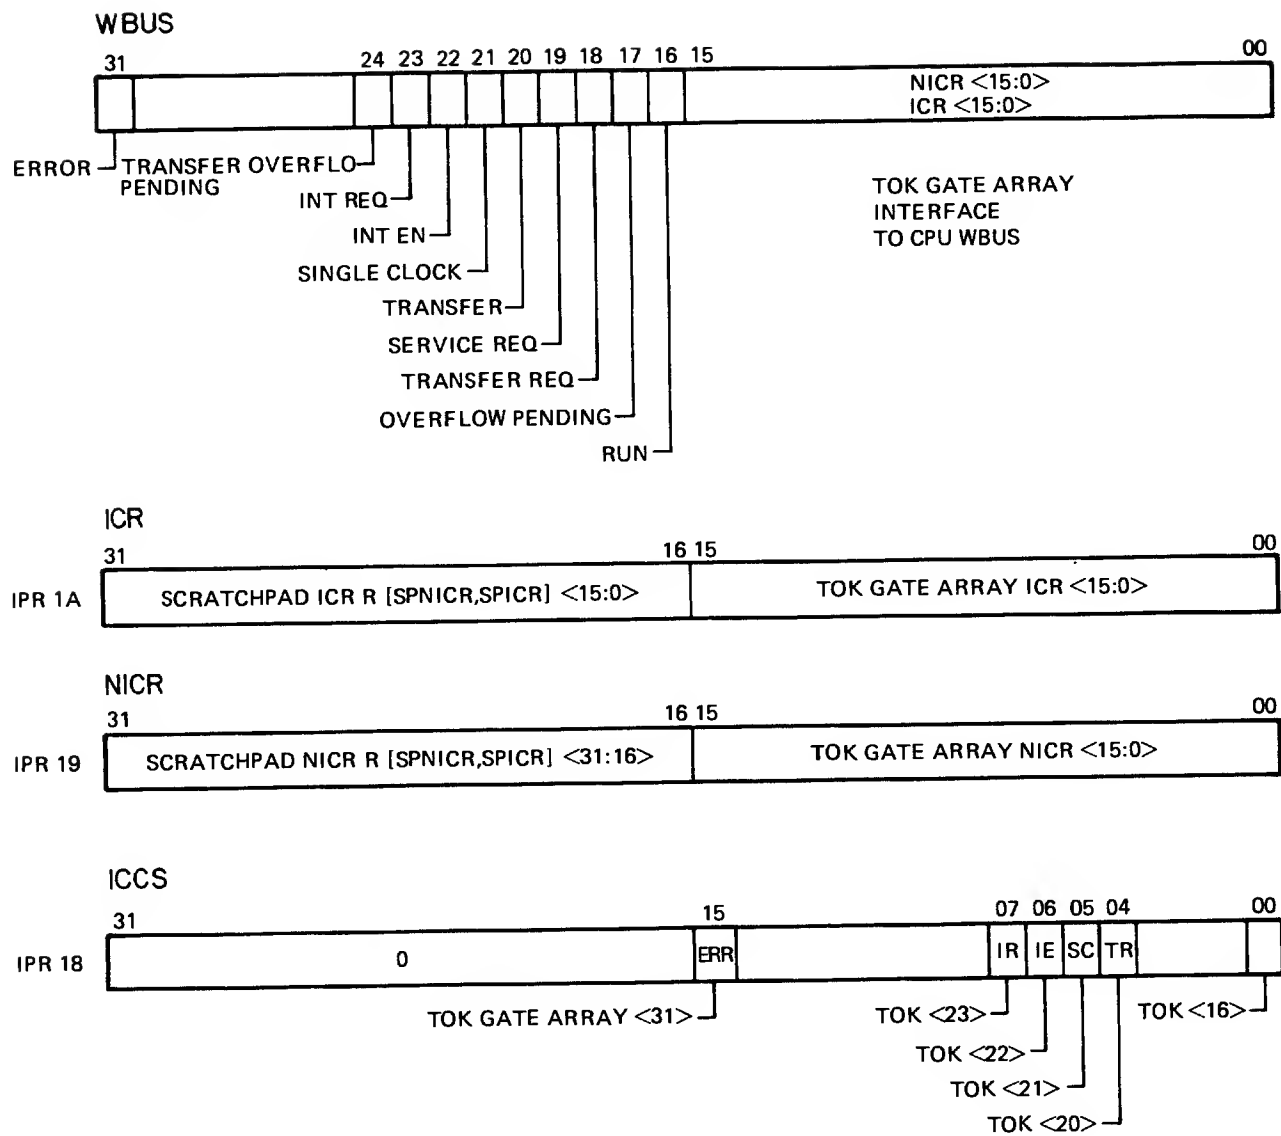 WBUS
31 24 23 22 21 20 19 18 17 16 15 00
NICR <15:0>
ICR <15:0>
ERROR TRANSFER OVERFLO
PENDING
INT REQ
INT EN
SINGLE CLOCK
TRANSFER
SERVICE REQ
TRANSFER REQ
OVERFLOW PENDING
RUN
TOK GATE ARRAY
INTERFACE
TO CPU WBUS
ICR
31 16 15 00
IPR 1A SCRATCHPAD ICR R [SPNICR,SPICR] <15:0> TOK GATE ARRAY ICR <15:0>
NICR
31 16 15 00
IPR 19 SCRATCHPAD NICR R [SPNICR,SPICR] <31:16> TOK GATE ARRAY NICR <15:0>
ICCS
31 15 07 06 05 04 00
IPR 18 0 ERR IR IE SC TR
TOK GATE ARRAY <31> TOK <23> TOK <16>
TOK <22>
TOK <21>
TOK <20>